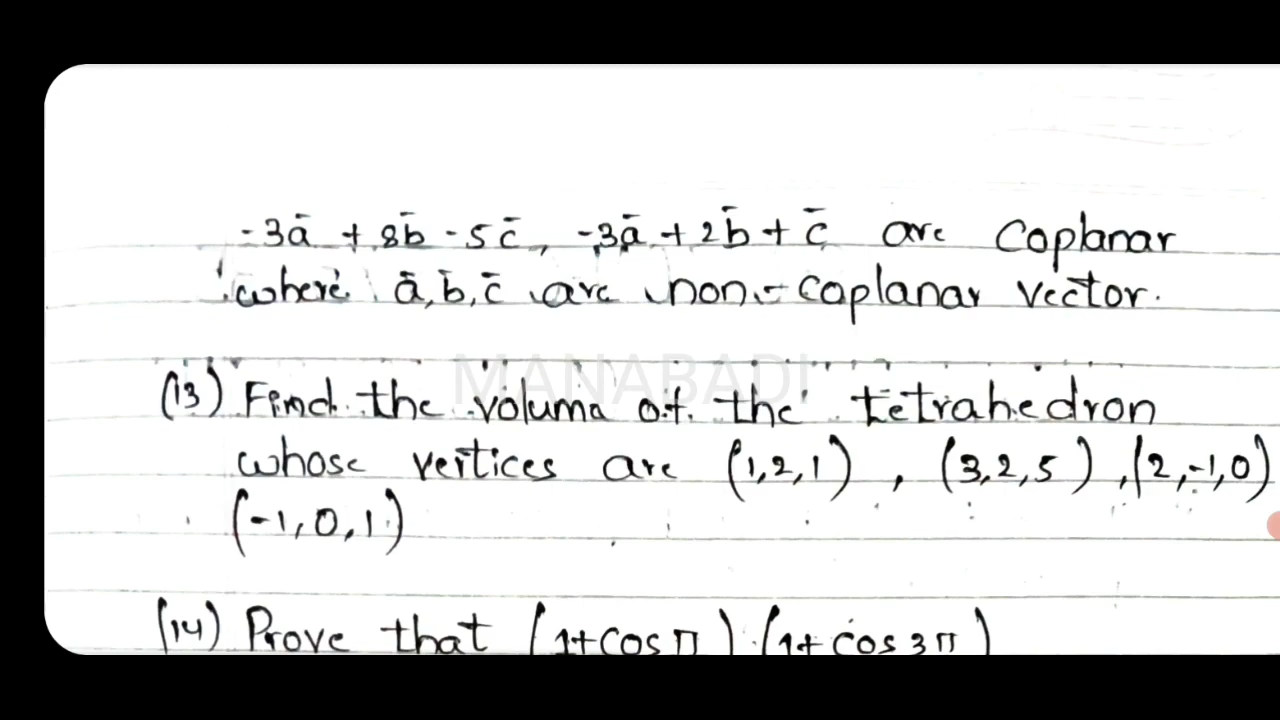 -3ā + 8b̄ - 5c̄, -3ā + 2b̄ + c̄ are Coplanar
where ā, b̄, c̄ are non-coplanar vector.
MANABADI
(13) Find the voluma of the tetrahedron
whose vertices are (1,2,1) , (3,2,5) , (2,-1,0)
(-1,0,1)
(14) Prove that (1+cos π) (1+cos 3π)